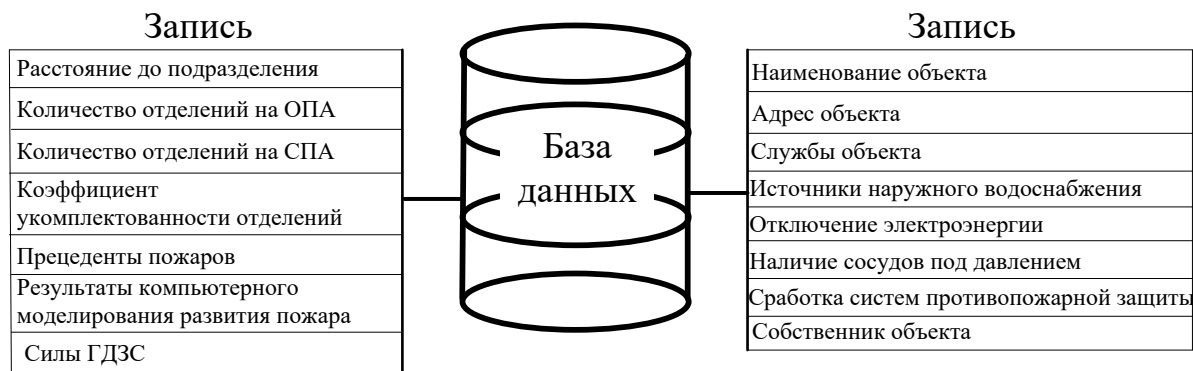 Запись
Расстояние до подразделения
Количество отделений на ОПА
Количество отделений на СПА
Коэффициент
укомплектованности отделений
Прецеденты пожаров
Результаты компьютерного
моделирования развития пожара
Силы ГДЗС
База
данных
Запись
Наименование объекта
Адрес объекта
Службы объекта
Источники наружного водоснабжения
Отключение электроэнергии
Наличие сосудов под давлением
Сработка систем противопожарной защиты
Собственник объекта